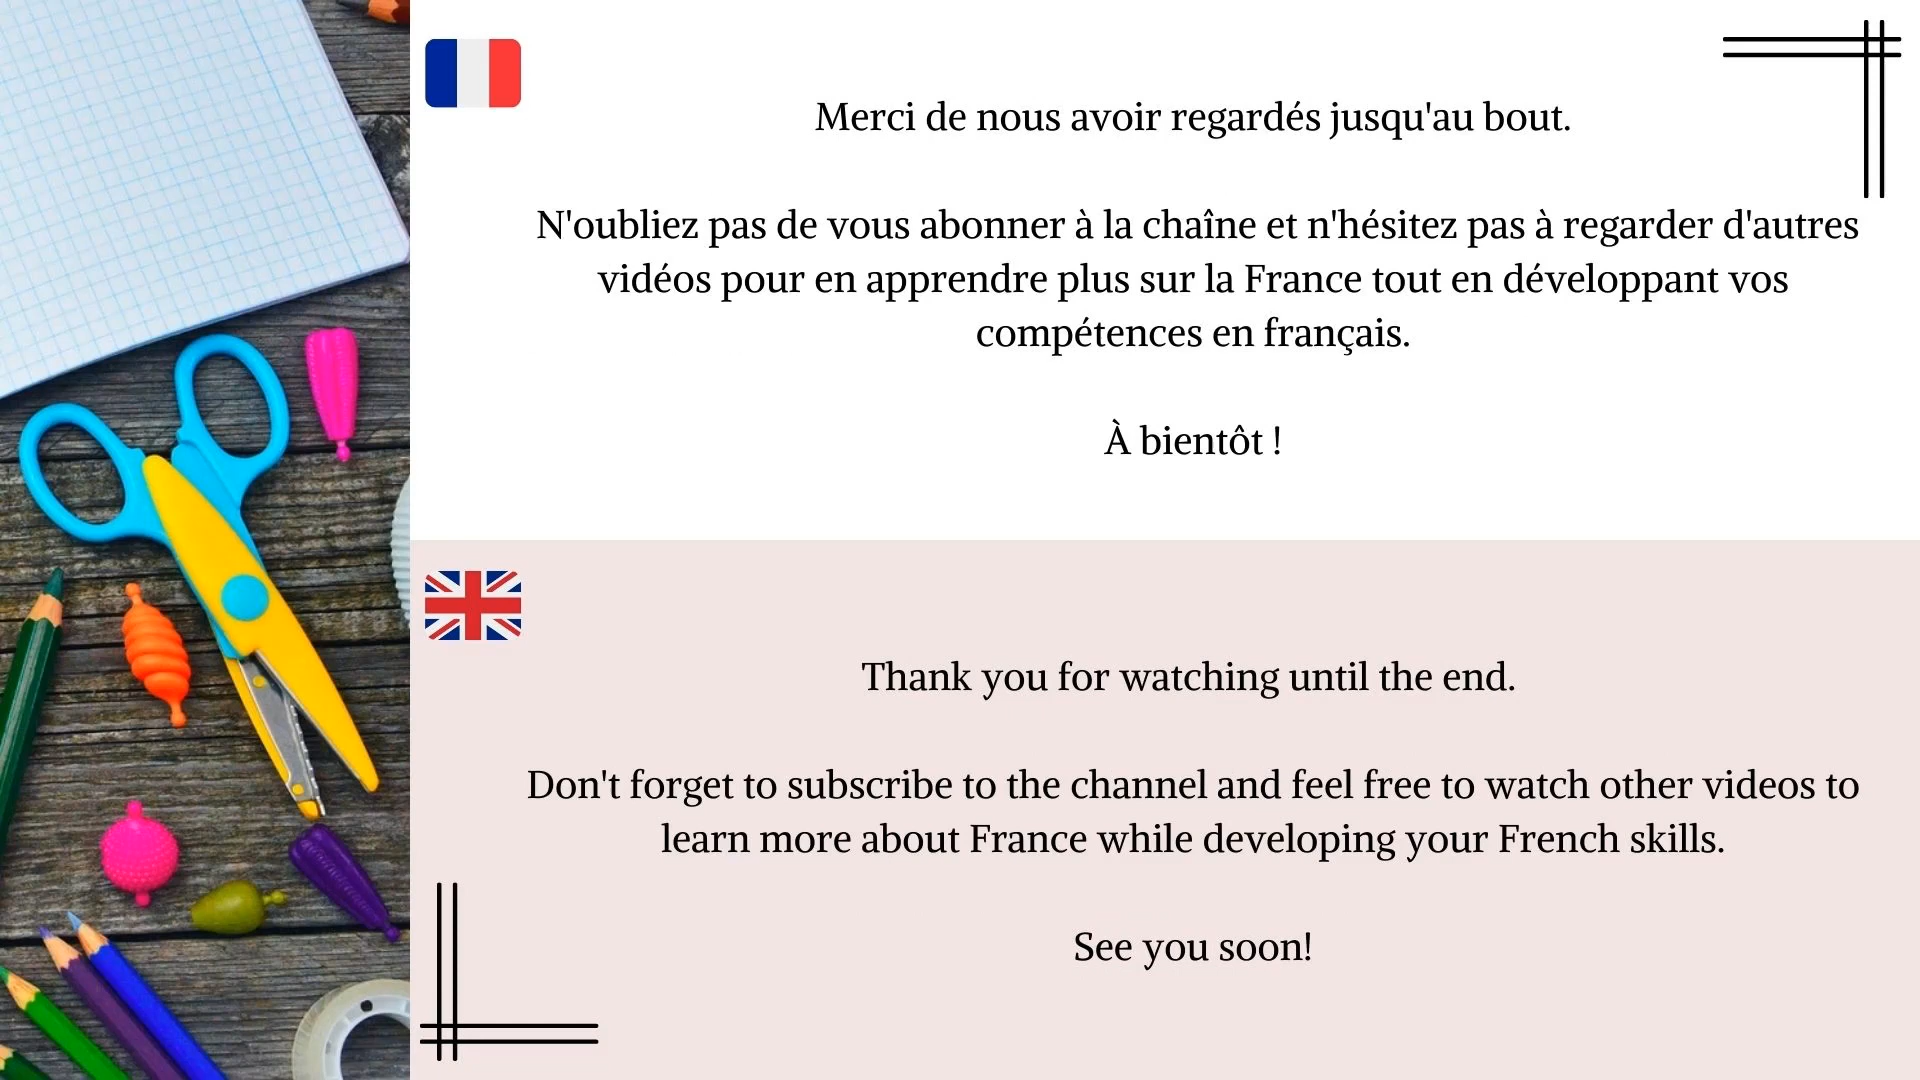 Merci de nous avoir regardés jusqu'au bout.
N'oubliez pas de vous abonner à la chaîne et n'hésitez pas à regarder d'autres
vidéos pour en apprendre plus sur la France tout en développant vos
compétences en français.
À bientôt !
Thank you for watching until the end.
Don't forget to subscribe to the channel and feel free to watch other videos to
learn more about France while developing your French skills.
See you soon!